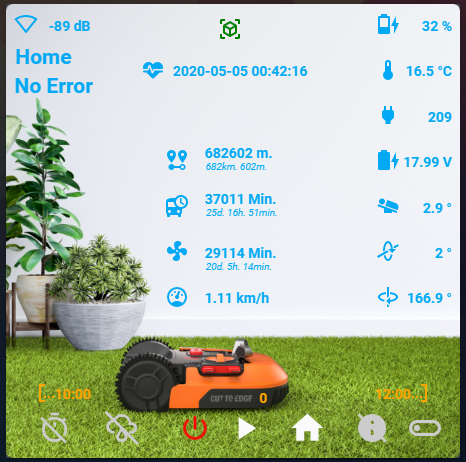 -89 dB
32 %
Home
No Error
2020-05-05 00:42:16
16.5 °C
209
682602 m.
682km. 602m.
17.99 V
37011 Min.
25d. 16h. 51min.
2.9 °
29114 Min.
20d. 5h. 14min.
2 °
1.11 km/h
166.9 °
10:00
CUT TO EDGE 0
12:00